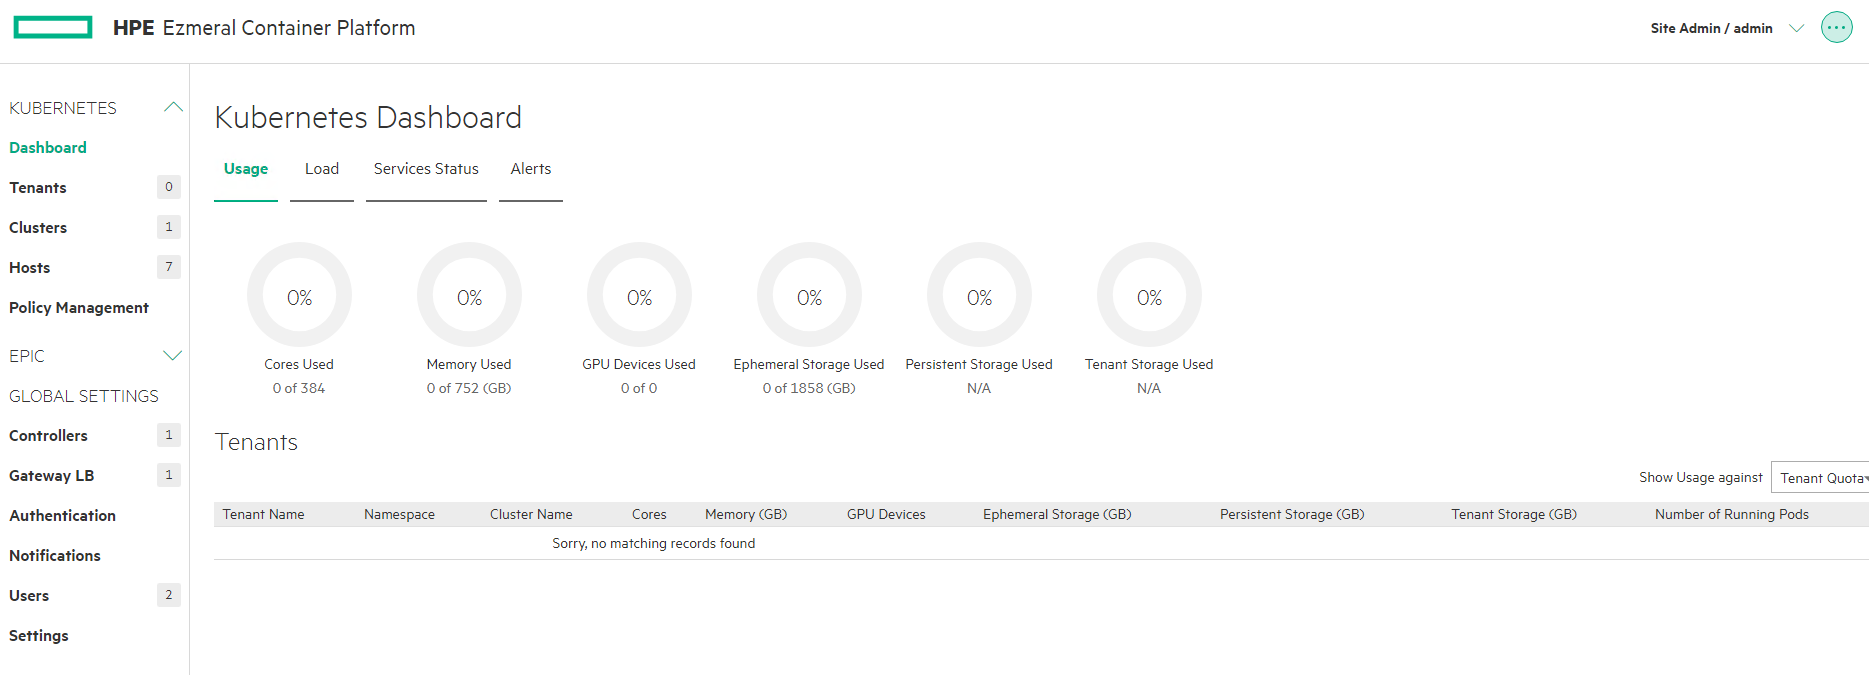 HPE Ezmeral Container Platform
Site Admin / admin
KUBERNETES
Dashboard
Tenants 0
Clusters 1
Hosts 7
Policy Management
EPIC
GLOBAL SETTINGS
Controllers 1
Gateway LB 1
Authentication
Notifications
Users 2
Settings
Kubernetes Dashboard
Usage Load Services Status Alerts
0% 0% 0% 0% 0% 0%
Cores Used Memory Used GPU Devices Used Ephemeral Storage Used Persistent Storage Used Tenant Storage Used
0 of 384 0 of 752 (GB) 0 of 0 0 of 1858 (GB) N/A N/A
Tenants
Show Usage against Tenant Quota
Tenant Name Namespace Cluster Name Cores Memory (GB) GPU Devices Ephemeral Storage (GB) Persistent Storage (GB) Tenant Storage (GB) Number of Running Pods
Sorry, no matching records found